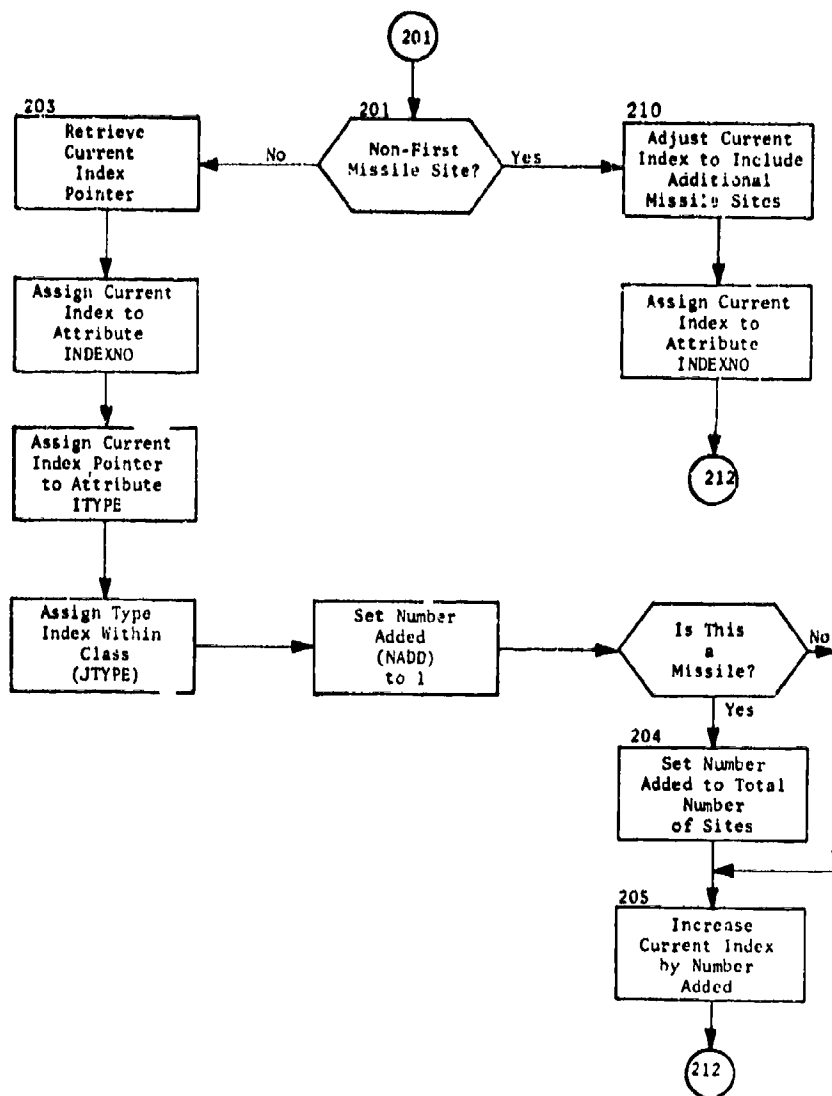 201
203
Retrieve
Current
Index
Pointer
No
201
Non-First
Missile Site?
Yes
210
Adjust Current
Index to Include
Additional
Missile Sites
Assign Current
Index to
Attribute
INDEXNO
Assign Current
Index to
Attribute
INDEXNO
Assign Current
Index Pointer
to Attribute
ITYPE
212
Assign Type
Index Within
Class
(JTYPE)
Set Number
Added
(NADD)
to 1
Is This
a
Missile?
No
Yes
204
Set Number
Added to Total
Number
of Sites
205
Increase
Current Index
by Number
Added
212